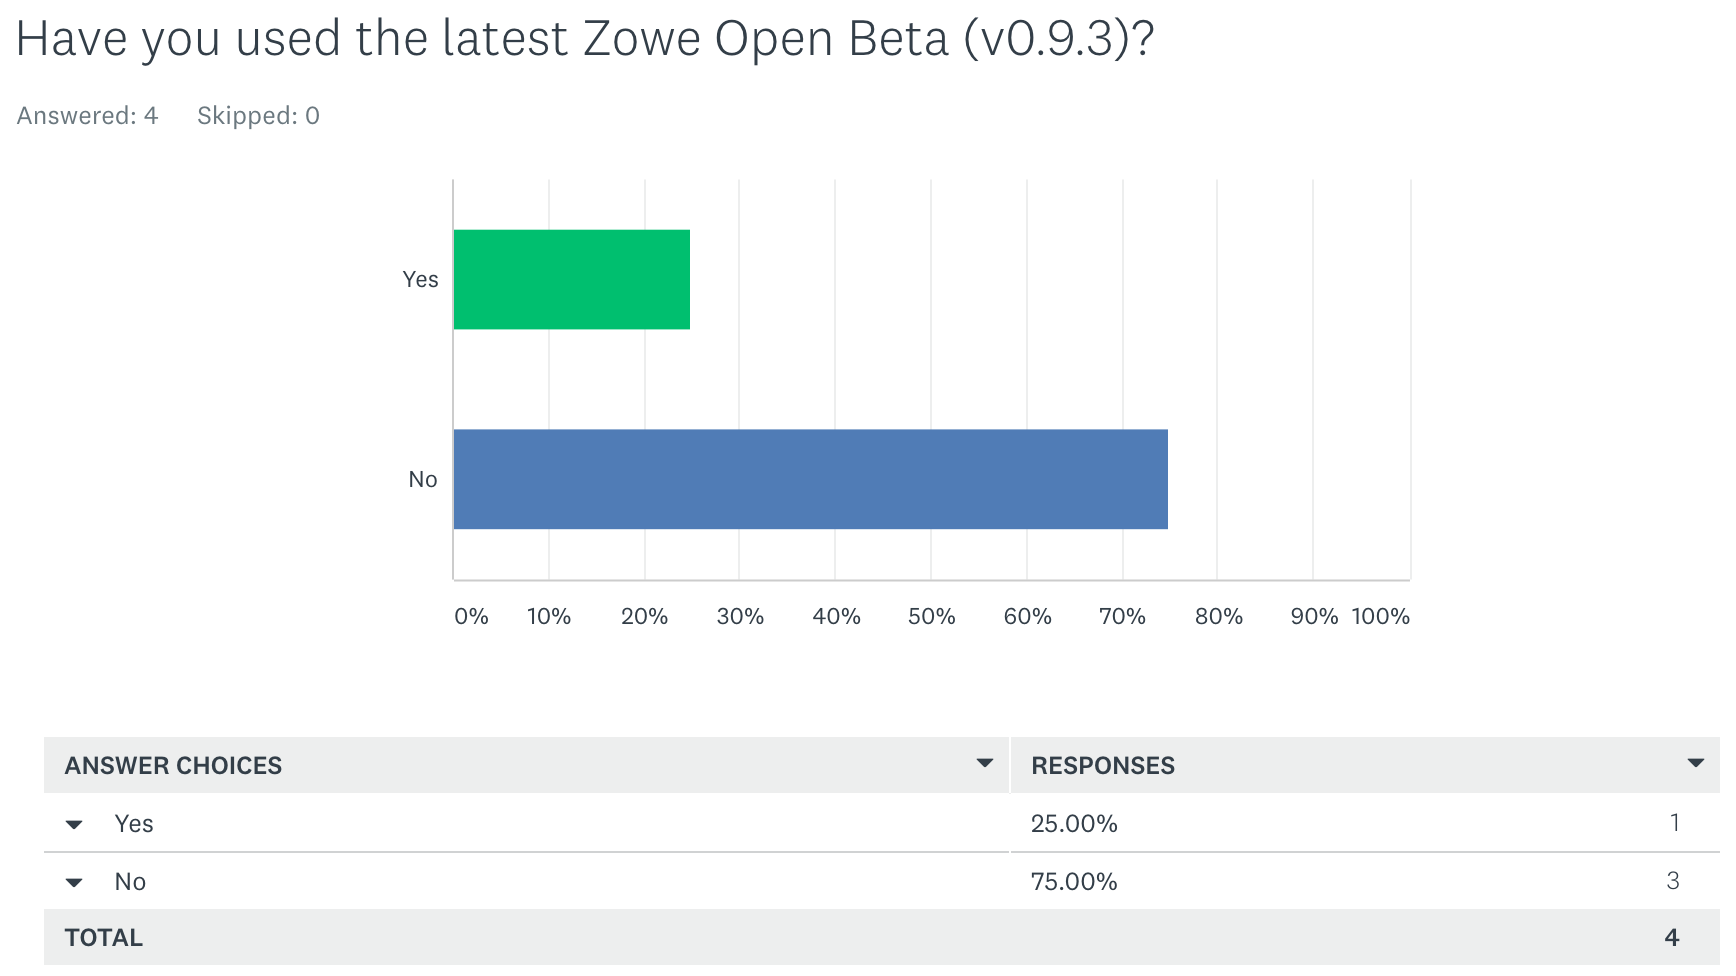 Have you used the latest Zowe Open Beta (v0.9.3)?
Answered: 4 Skipped: 0
Yes
No
0% 10% 20% 30% 40% 50% 60% 70% 80% 90% 100%
ANSWER CHOICES RESPONSES
Yes 25.00% 1
No 75.00% 3
TOTAL 4